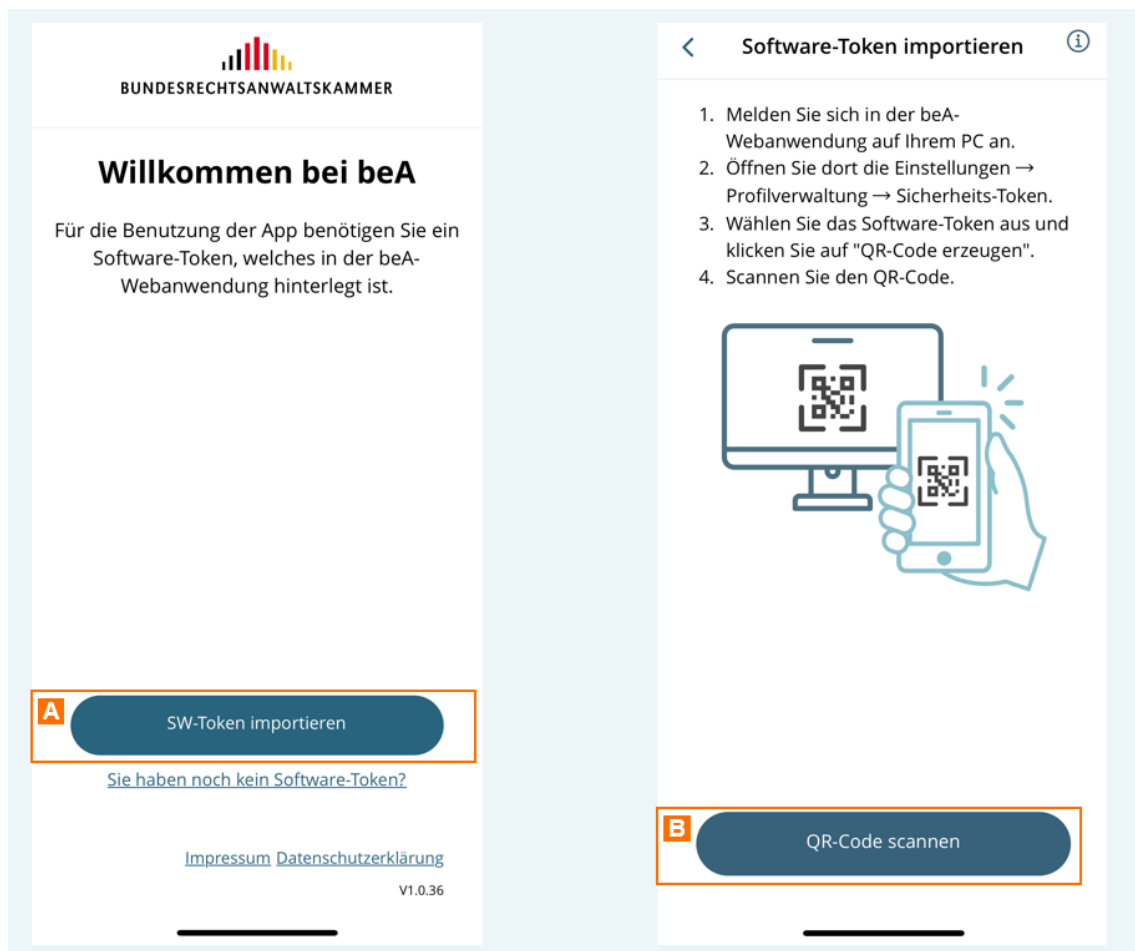 BUNDESRECHTSANWALTSKAMMER
Willkommen bei beA
Für die Benutzung der App benötigen Sie ein
Software-Token, welches in der beA-
Webanwendung hinterlegt ist.
A
SW-Token importieren
Sie haben noch kein Software-Token?
Impressum Datenschutzerklärung
V1.0.36
Software-Token importieren
1. Melden Sie sich in der beA-
Webanwendung auf Ihrem PC an.
2. Öffnen Sie dort die Einstellungen →
Profilverwaltung → Sicherheits-Token.
3. Wählen Sie das Software-Token aus und
klicken Sie auf "QR-Code erzeugen".
4. Scannen Sie den QR-Code.
B
QR-Code scannen